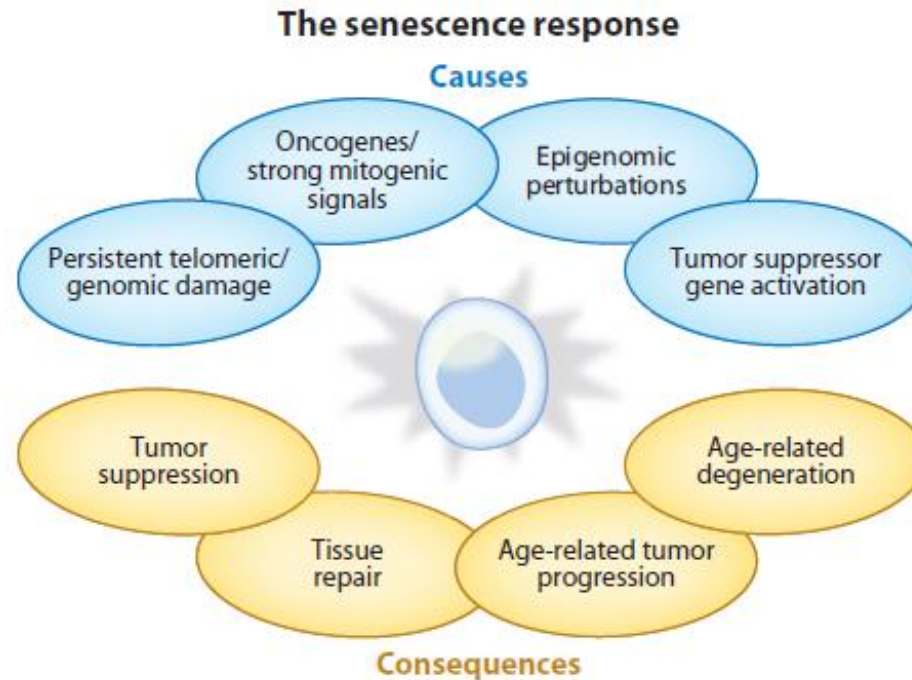 The senescence response
Causes
Oncogenes/
strong mitogenic
signals
Epigenomic
perturbations
Persistent telomeric/
genomic damage
Tumor suppressor
gene activation
Tumor
suppression
Age-related
degeneration
Tissue
repair
Age-related tumor
progression
Consequences